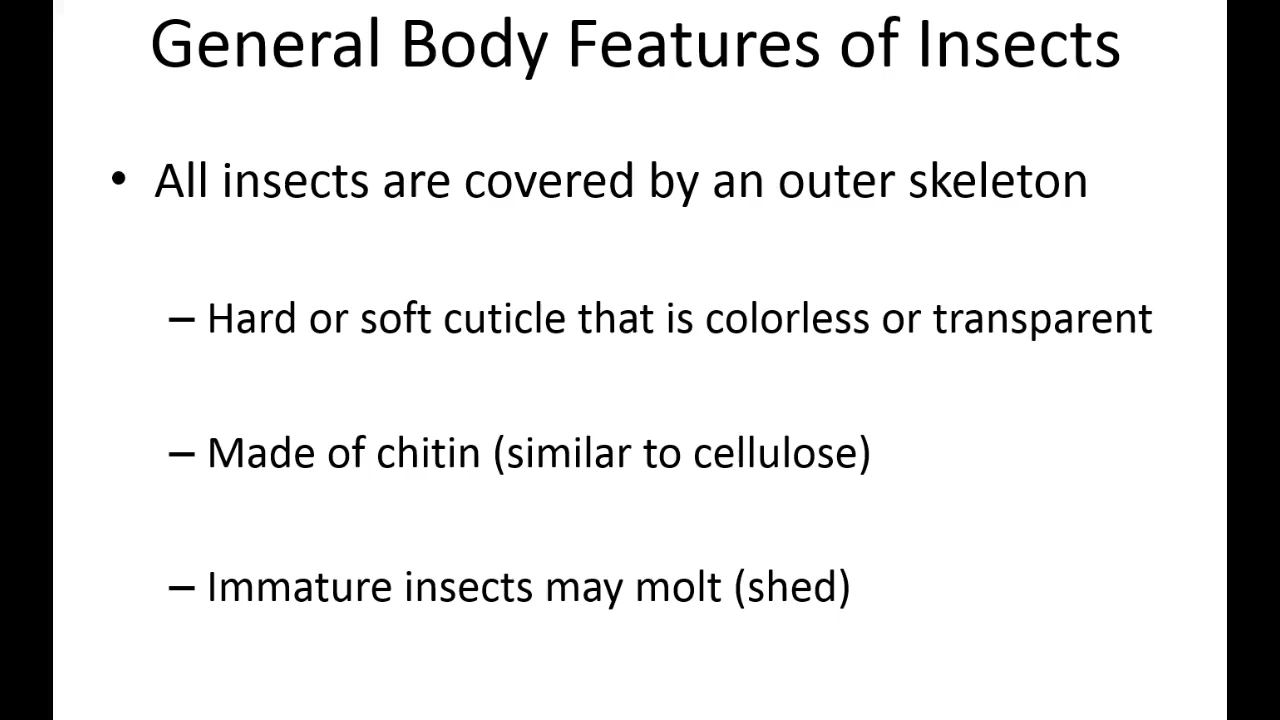 General Body Features of Insects
• All insects are covered by an outer skeleton
– Hard or soft cuticle that is colorless or transparent
– Made of chitin (similar to cellulose)
– Immature insects may molt (shed)